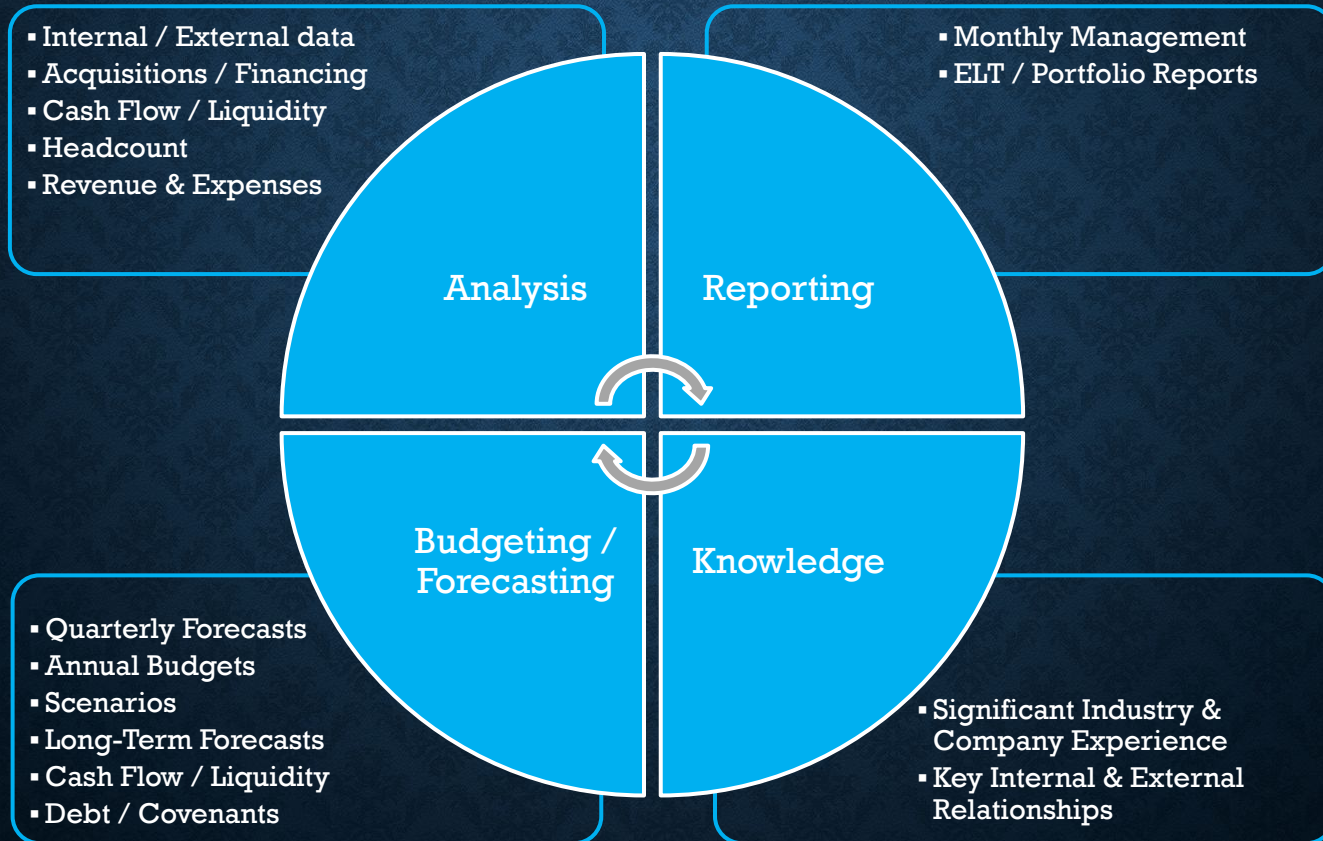 ▪ Internal / External data
▪ Acquisitions / Financing
▪ Cash Flow / Liquidity
▪ Headcount
▪ Revenue & Expenses
▪ Monthly Management
▪ ELT / Portfolio Reports
Analysis
Reporting
Budgeting /
Forecasting
Knowledge
▪ Quarterly Forecasts
▪ Annual Budgets
▪ Scenarios
▪ Long-Term Forecasts
▪ Cash Flow / Liquidity
▪ Debt / Covenants
▪ Significant Industry &
Company Experience
▪ Key Internal & External
Relationships